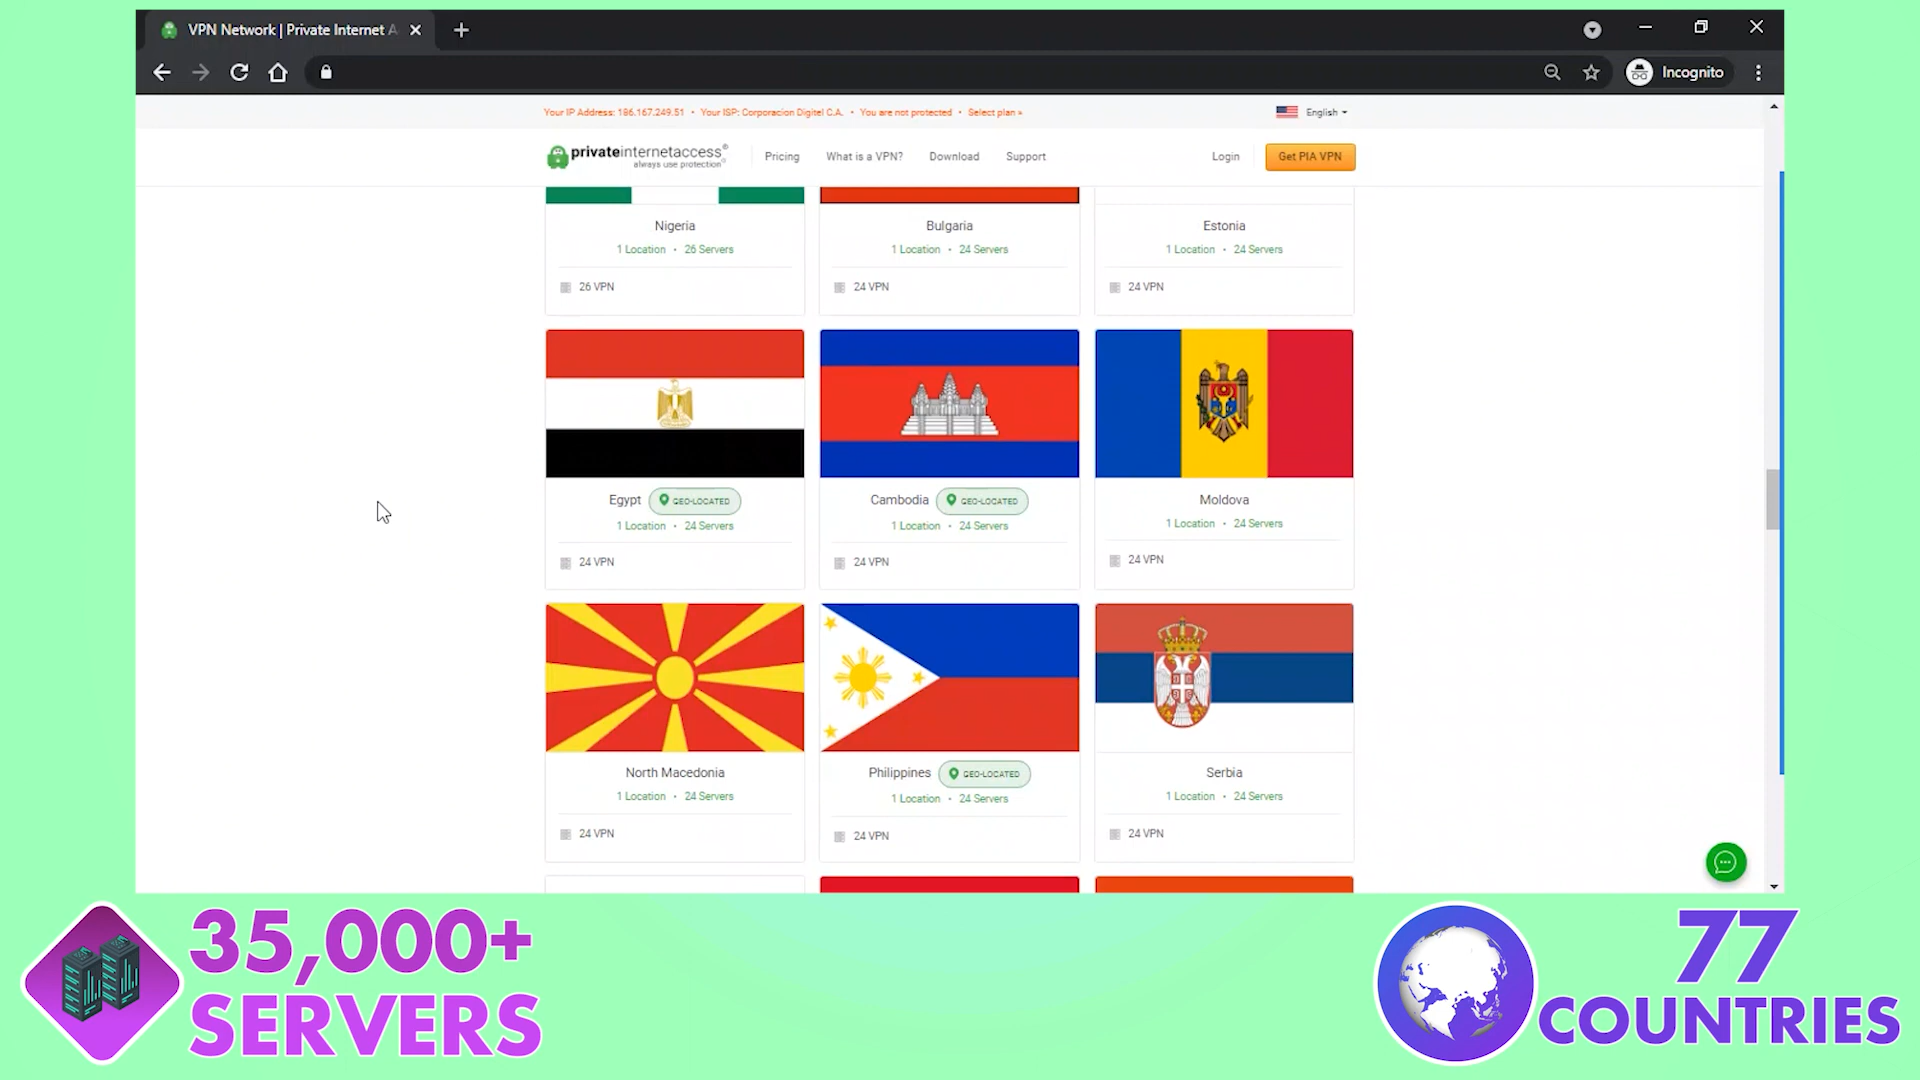 VPN Network | Private Internet A
Incognito
Your IP Address: 186.167.249.51 • Your ISP: Corporacion Digitel C.A. • You are not protected • Select plan »
English
privateinternetaccess®
always use protection
Pricing
What is a VPN?
Download
Support
Login
Get PIA VPN
Nigeria
1 Location • 26 Servers
26 VPN
Bulgaria
1 Location • 24 Servers
24 VPN
Estonia
1 Location • 24 Servers
24 VPN
Egypt GEO-LOCATED
1 Location • 24 Servers
24 VPN
Cambodia GEO-LOCATED
1 Location • 24 Servers
24 VPN
Moldova
1 Location • 24 Servers
24 VPN
North Macedonia
1 Location • 24 Servers
24 VPN
Philippines GEO-LOCATED
1 Location • 24 Servers
24 VPN
Serbia
1 Location • 24 Servers
24 VPN
35,000+
SERVERS
77
COUNTRIES